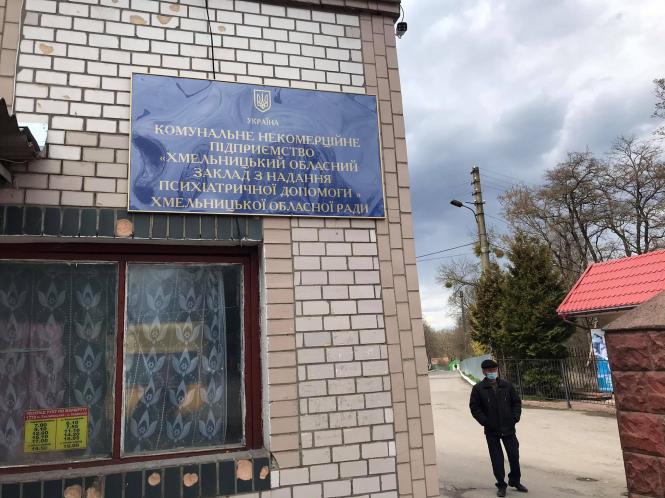 УКРАЇНА
КОМУНАЛЬНЕ НЕКОМЕРЦІЙНЕ
ПІДПРИЄМСТВО
«ХМЕЛЬНИЦЬКИЙ ОБЛАСНИЙ
ЗАКЛАД З НАДАННЯ
ПСИХІАТРИЧНОЇ ДОПОМОГИ»
ХМЕЛЬНИЦЬКОЇ ОБЛАСНОЇ РАДИ